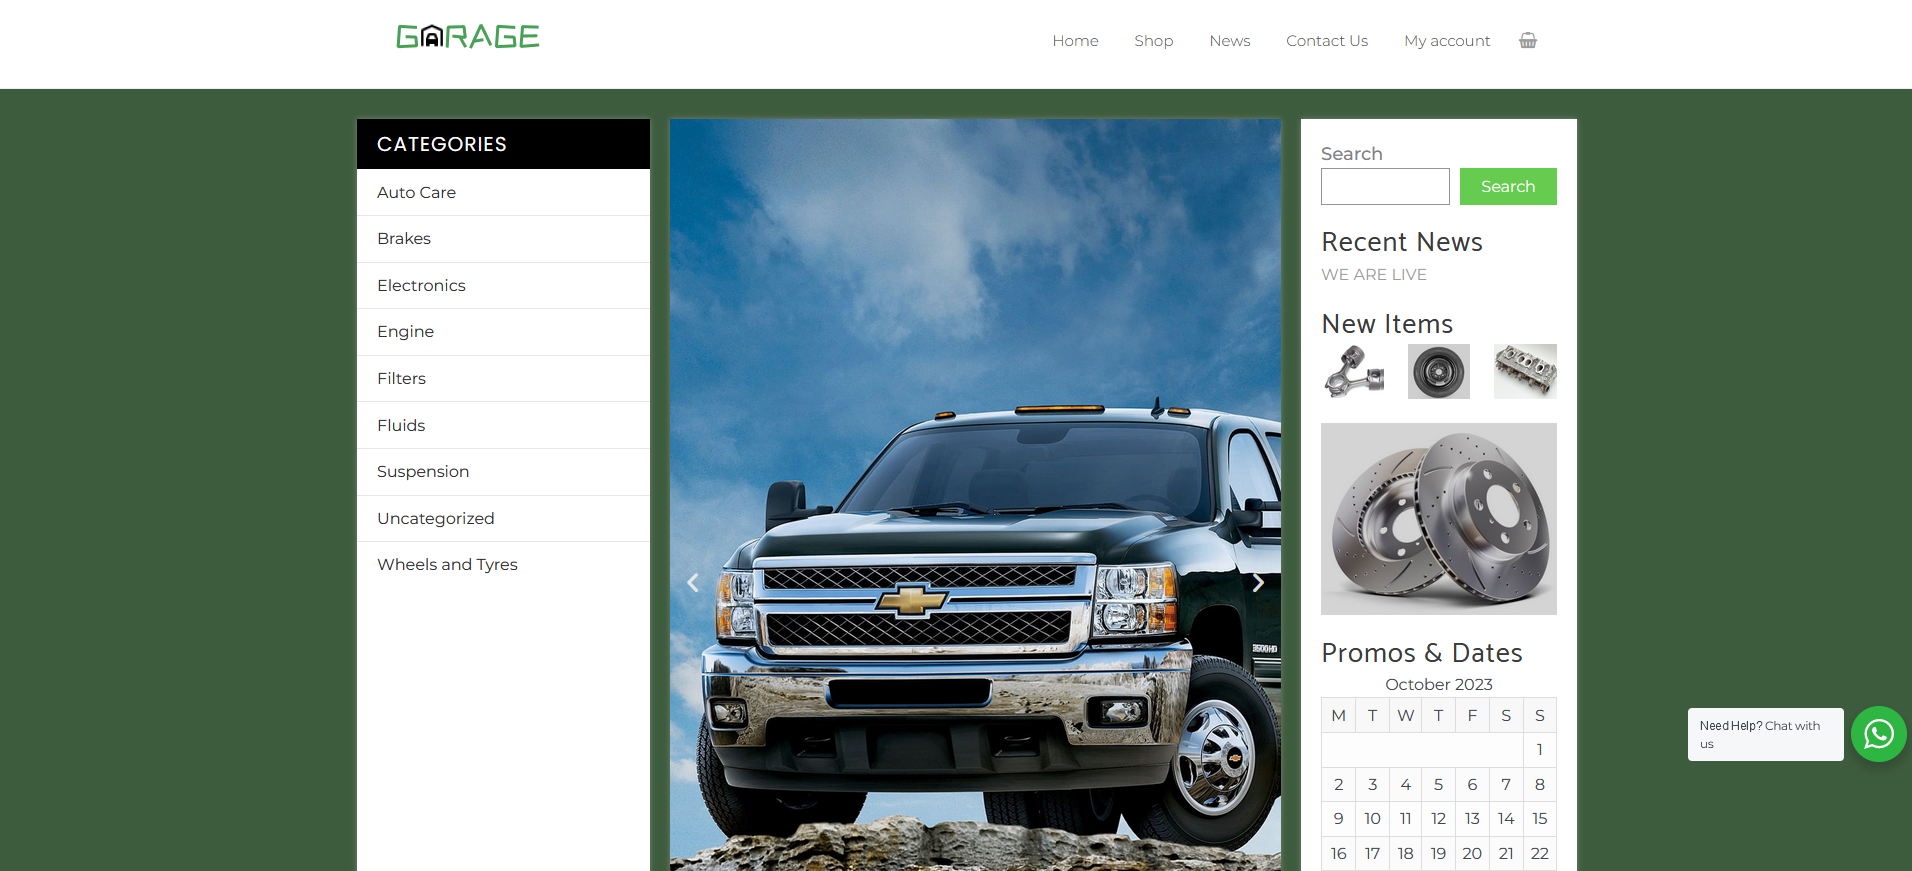 GARAGE
Home Shop News Contact Us My account
CATEGORIES
Auto Care
Brakes
Electronics
Engine
Filters
Fluids
Suspension
Uncategorized
Wheels and Tyres
3500HD
Search
Search
Recent News
WE ARE LIVE
New Items
Promos & Dates
October 2023
M T W T F S S
1
2 3 4 5 6 7 8
9 10 11 12 13 14 15
16 17 18 19 20 21 22
Need Help? Chat with
us